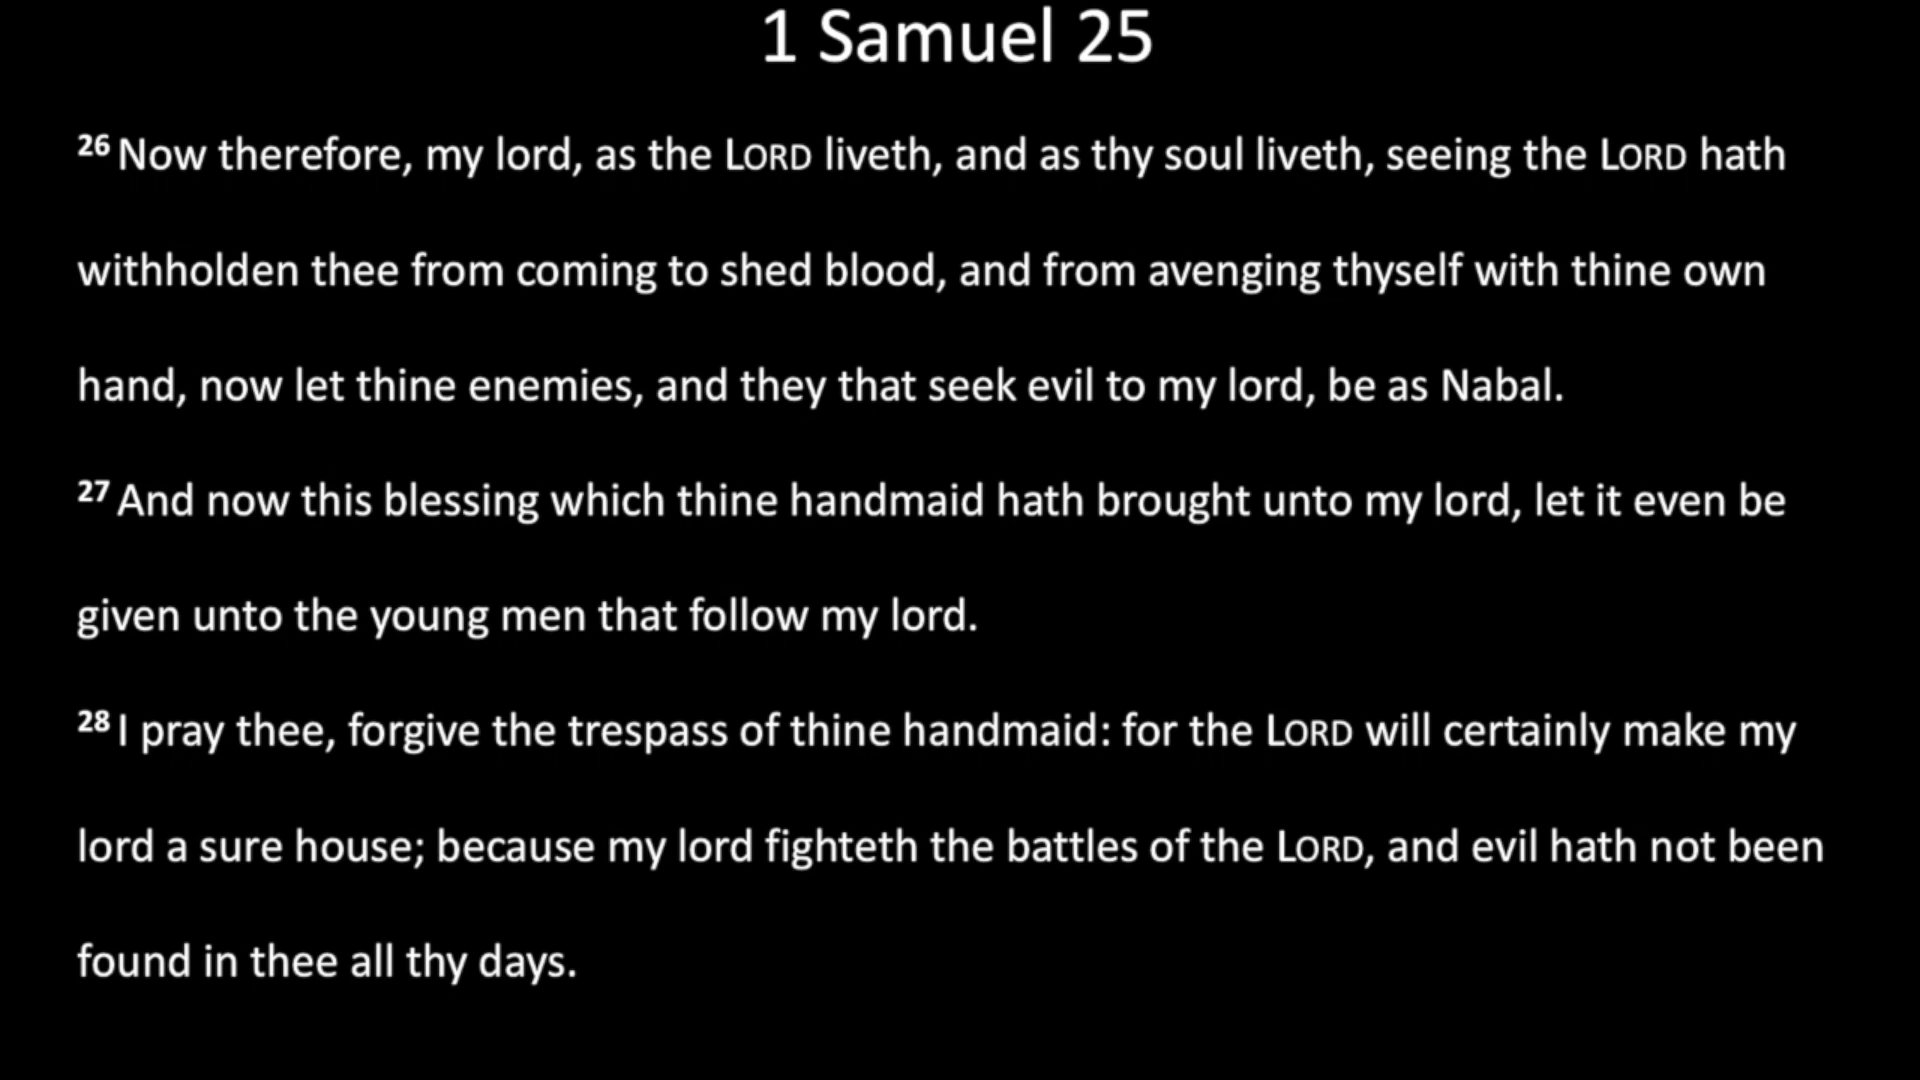 1 Samuel 25
26 Now therefore, my lord, as the LORD liveth, and as thy soul liveth, seeing the LORD hath
withholden thee from coming to shed blood, and from avenging thyself with thine own
hand, now let thine enemies, and they that seek evil to my lord, be as Nabal.
27 And now this blessing which thine handmaid hath brought unto my lord, let it even be
given unto the young men that follow my lord.
28 I pray thee, forgive the trespass of thine handmaid: for the LORD will certainly make my
lord a sure house; because my lord fighteth the battles of the LORD, and evil hath not been
found in thee all thy days.